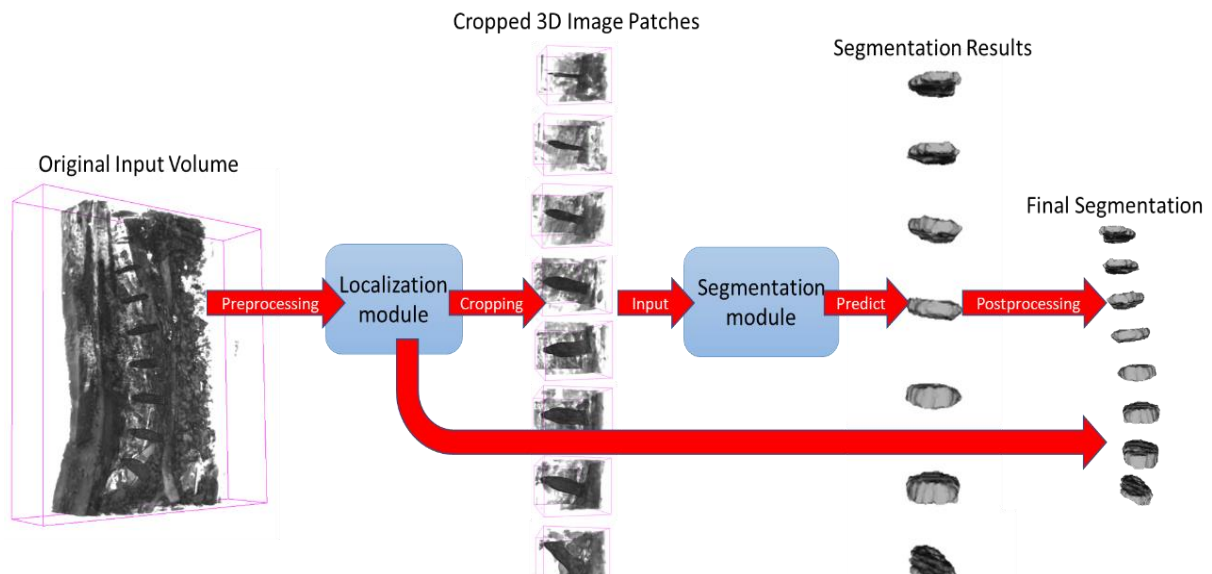 Cropped 3D Image Patches
Segmentation Results
Original Input Volume
Final Segmentation
Preprocessing
Localization
module
Cropping
Input
Segmentation
module
Predict
Postprocessing